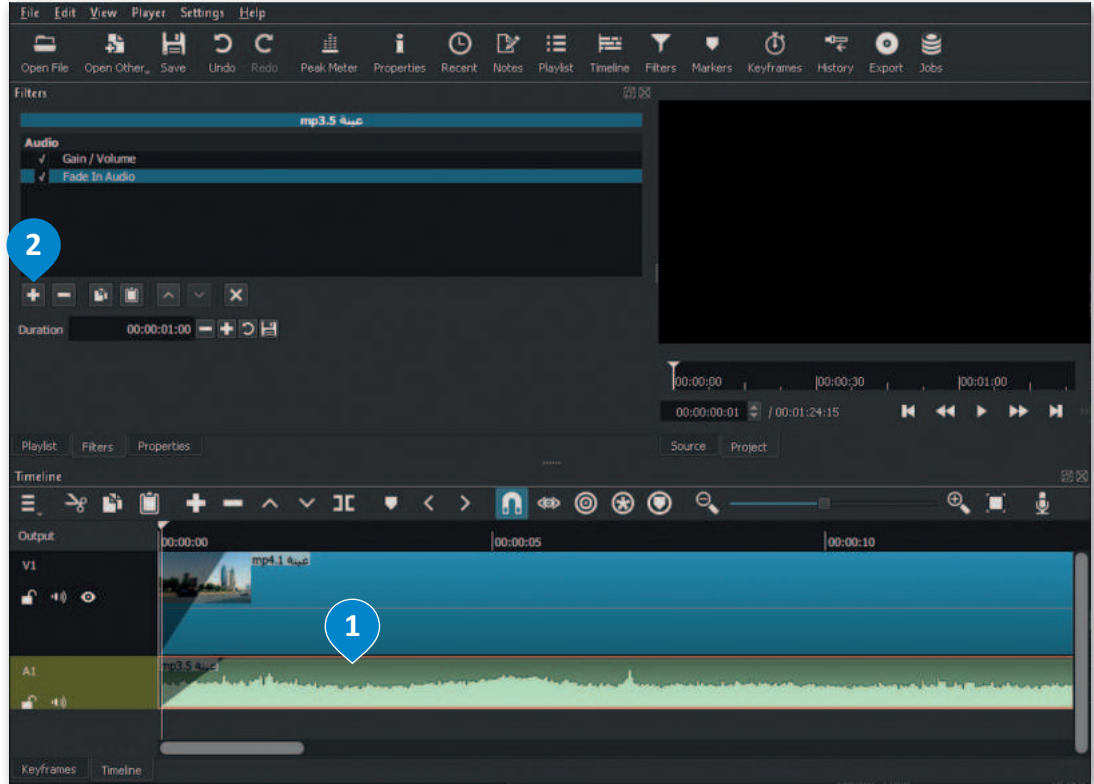 File Edit View Player Settings Help
Open File Open Other... Save Undo Redo Peak Meter Properties Recent Notes Playlist Timeline Filters Markers Keyframes History Export Jobs
Filters
عينة mp3.5
Audio
√ Gain / Volume
√ Fade In Audio
2
Duration 00:00:01:00
00:00:00 00:00:30 00:01:00
00:00:00:01 / 00:01:24:15
Playlist Filters Properties
Source Project
Timeline
Output 00:00:00 00:00:05 00:00:10
V1
عينة mp4.1
1
A1
عينة mp3.5
Keyframes Timeline